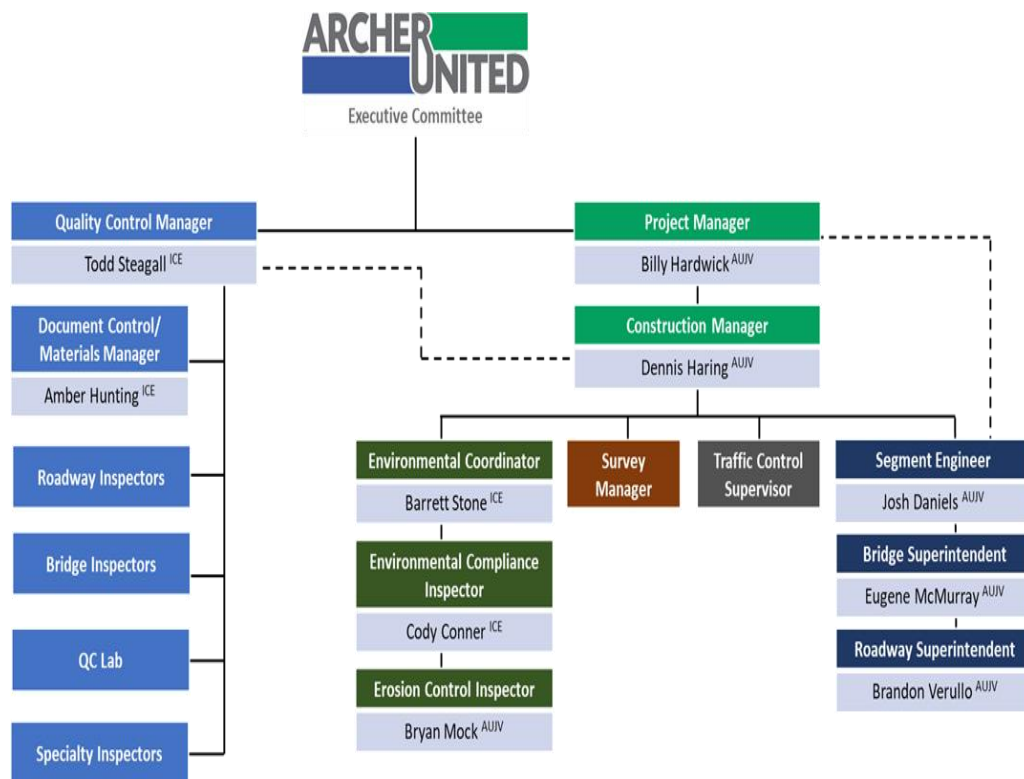 ARCHER
UNITED
Executive Committee
Quality Control Manager
Todd Steagall ICE
Document Control/
Materials Manager
Amber Hunting ICE
Roadway Inspectors
Bridge Inspectors
QC Lab
Specialty Inspectors
Project Manager
Billy Hardwick AUJV
Construction Manager
Dennis Haring AUJV
Environmental Coordinator
Barrett Stone ICE
Environmental Compliance
Inspector
Cody Conner ICE
Erosion Control Inspector
Bryan Mock AUJV
Survey
Manager
Traffic Control
Supervisor
Segment Engineer
Josh Daniels AUJV
Bridge Superintendent
Eugene McMurray AUJV
Roadway Superintendent
Brandon Verullo AUJV